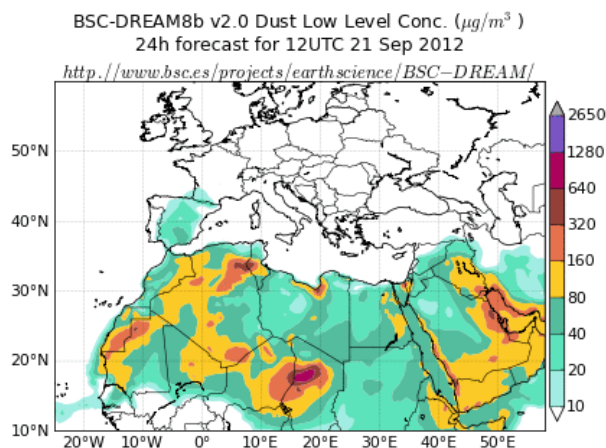 BSC-DREAM8b v2.0 Dust Low Level Conc. (μg/m³ )
24h forecast for 12UTC 21 Sep 2012
http.//www.bsc.es/projects/earthscience/BSC−DREAM/
2650
1280
640
320
160
80
40
20
10
50°N
40°N
30°N
20°N
10°N
20°W 10°W 0° 10°E 20°E 30°E 40°E 50°E